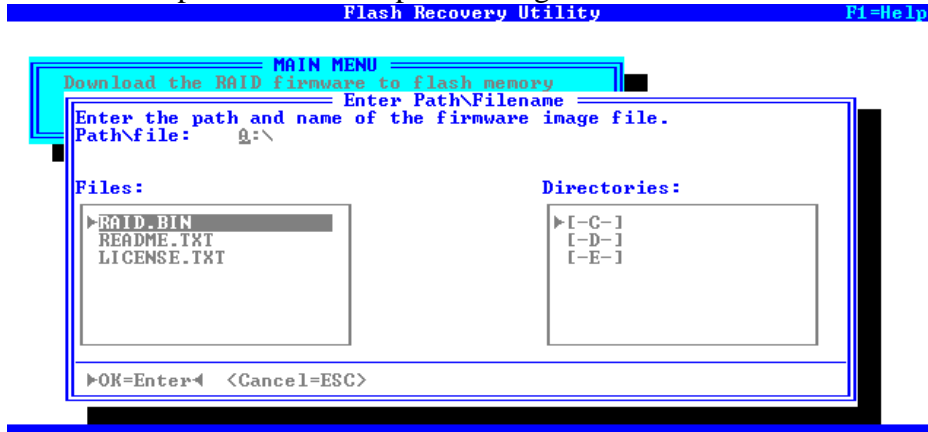 Flash Recovery Utility F1=Help
MAIN MENU
Download the RAID firmware to flash memory
Enter Path\Filename
Enter the path and name of the firmware image file.
Path\file: A:\
Files: Directories:
►RAID.BIN ►[-C-]
README.TXT [-D-]
LICENSE.TXT [-E-]
►OK=Enter◄ <Cancel=ESC>